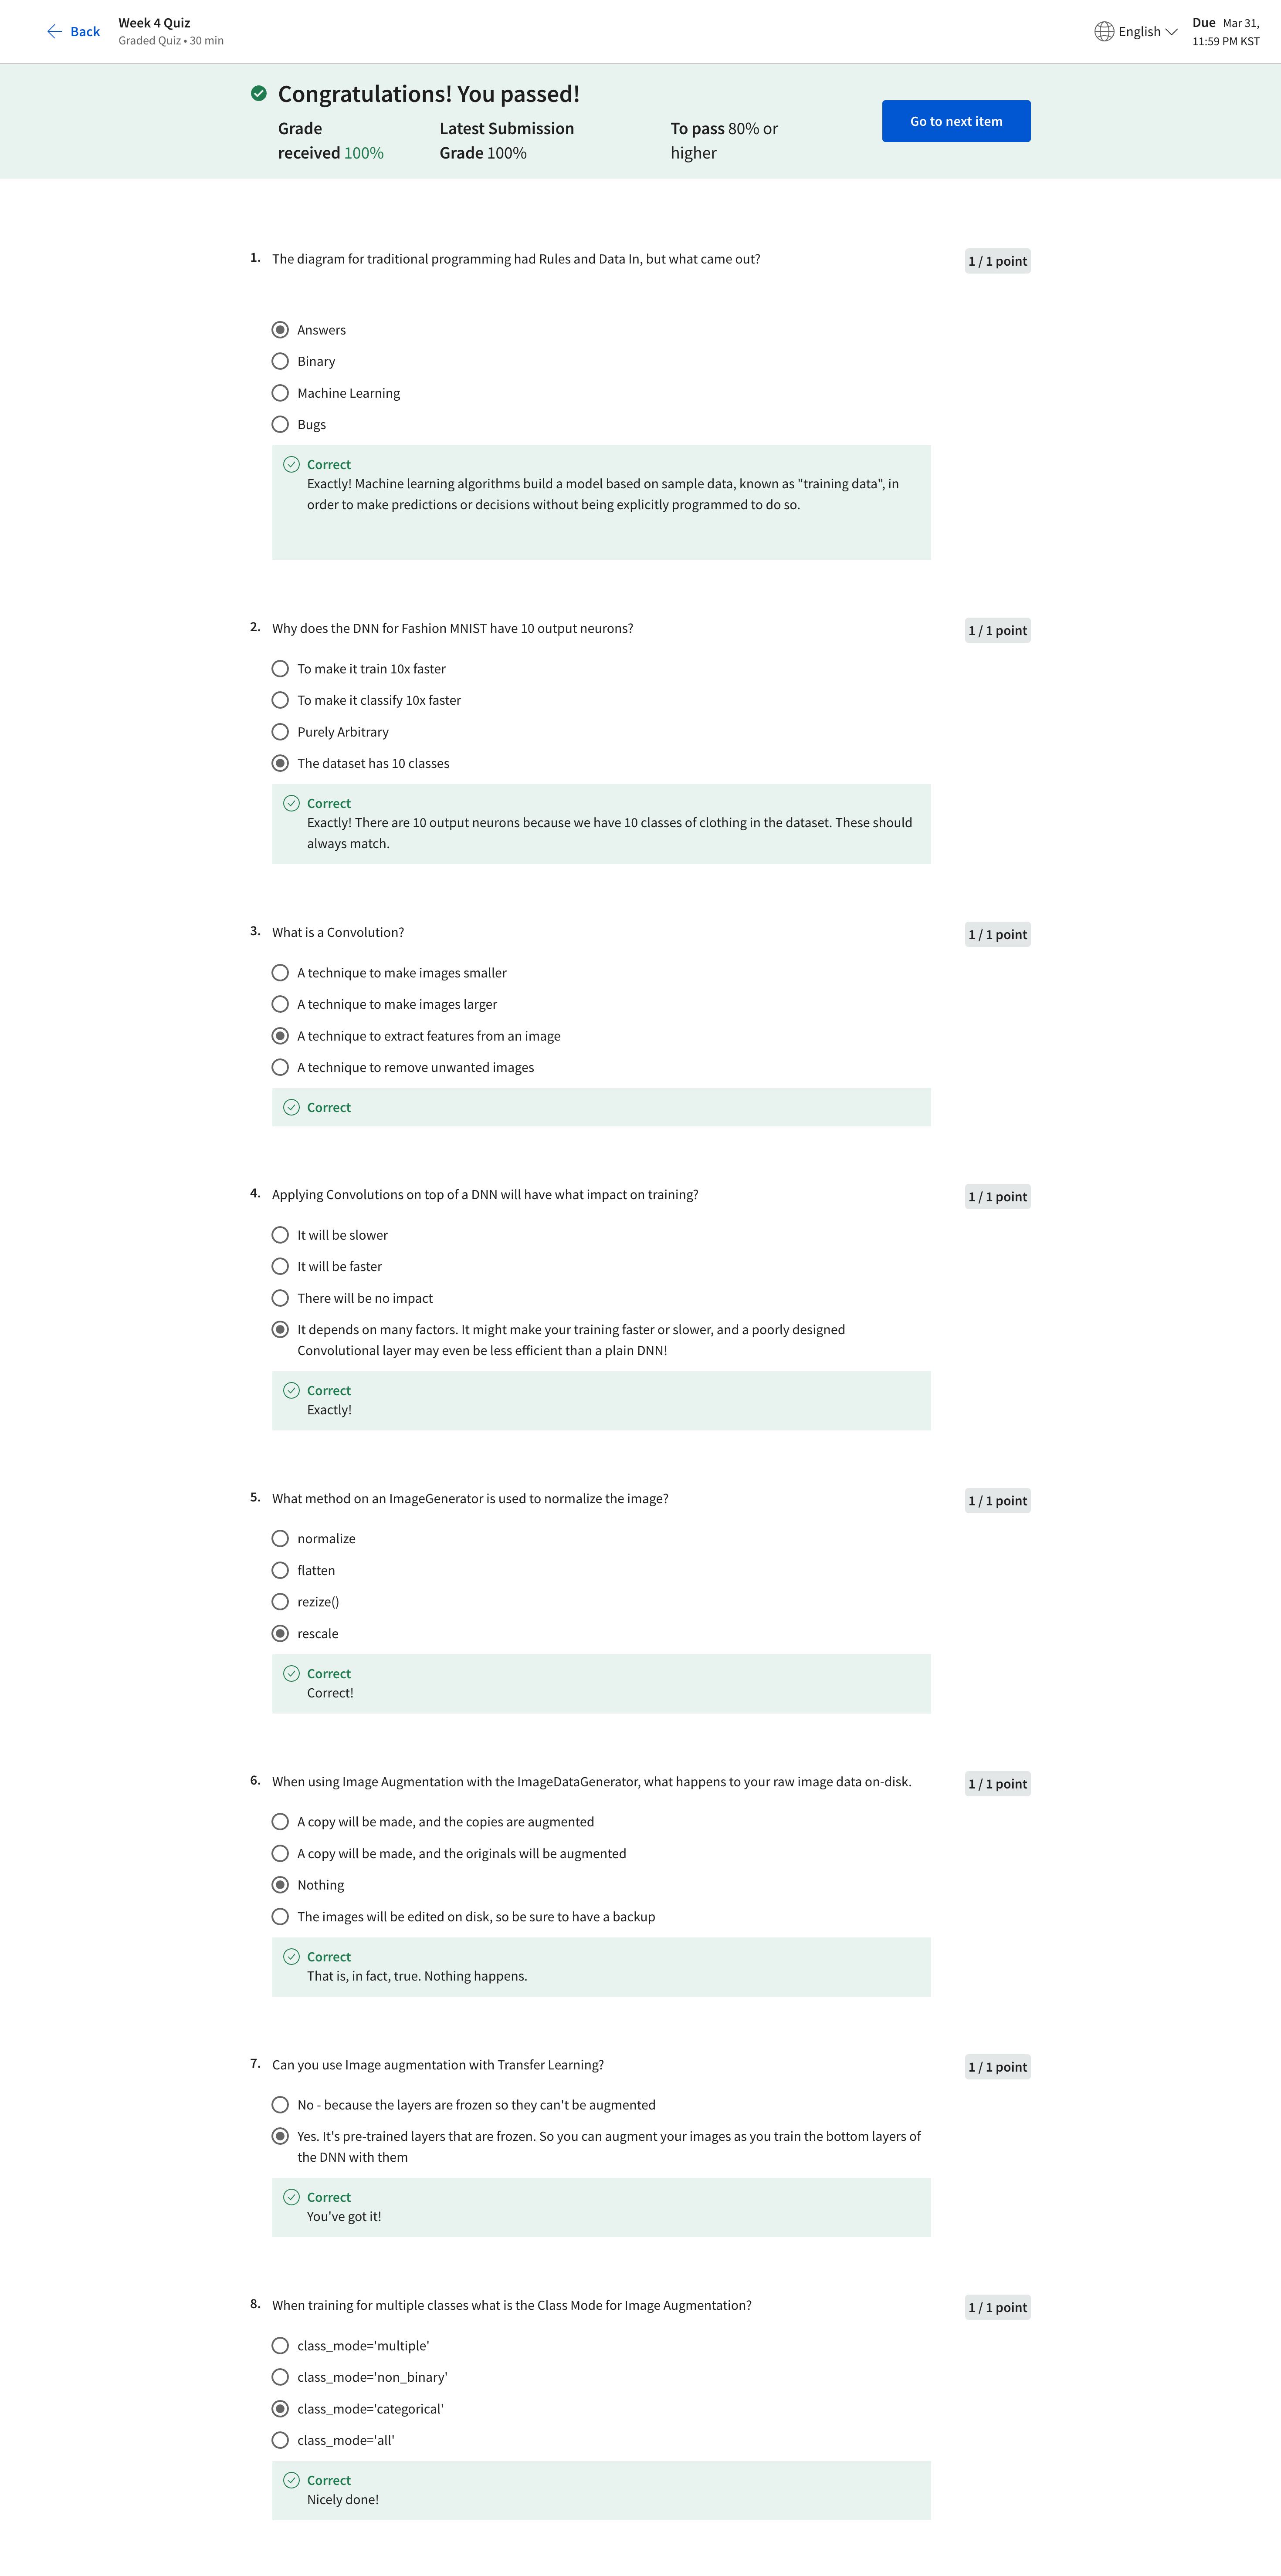 Back
Week 4 Quiz
Graded Quiz • 30 min
English
Due Mar 31,
11:59 PM KST
Congratulations! You passed!
Grade
received 100%
Latest Submission
Grade 100%
To pass 80% or
higher
Go to next item
1. The diagram for traditional programming had Rules and Data In, but what came out?
1 / 1 point
Answers
Binary
Machine Learning
Bugs
Correct
Exactly! Machine learning algorithms build a model based on sample data, known as "training data", in
order to make predictions or decisions without being explicitly programmed to do so.
2. Why does the DNN for Fashion MNIST have 10 output neurons?
1 / 1 point
To make it train 10x faster
To make it classify 10x faster
Purely Arbitrary
The dataset has 10 classes
Correct
Exactly! There are 10 output neurons because we have 10 classes of clothing in the dataset. These should
always match.
3. What is a Convolution?
1 / 1 point
A technique to make images smaller
A technique to make images larger
A technique to extract features from an image
A technique to remove unwanted images
Correct
4. Applying Convolutions on top of a DNN will have what impact on training?
1 / 1 point
It will be slower
It will be faster
There will be no impact
It depends on many factors. It might make your training faster or slower, and a poorly designed
Convolutional layer may even be less efficient than a plain DNN!
Correct
Exactly!
5. What method on an ImageGenerator is used to normalize the image?
1 / 1 point
normalize
flatten
rezize()
rescale
Correct
Correct!
6. When using Image Augmentation with the ImageDataGenerator, what happens to your raw image data on-disk.
1 / 1 point
A copy will be made, and the copies are augmented
A copy will be made, and the originals will be augmented
Nothing
The images will be edited on disk, so be sure to have a backup
Correct
That is, in fact, true. Nothing happens.
7. Can you use Image augmentation with Transfer Learning?
1 / 1 point
No - because the layers are frozen so they can't be augmented
Yes. It's pre-trained layers that are frozen. So you can augment your images as you train the bottom layers of
the DNN with them
Correct
You've got it!
8. When training for multiple classes what is the Class Mode for Image Augmentation?
1 / 1 point
class_mode='multiple'
class_mode='non_binary'
class_mode='categorical'
class_mode='all'
Correct
Nicely done!